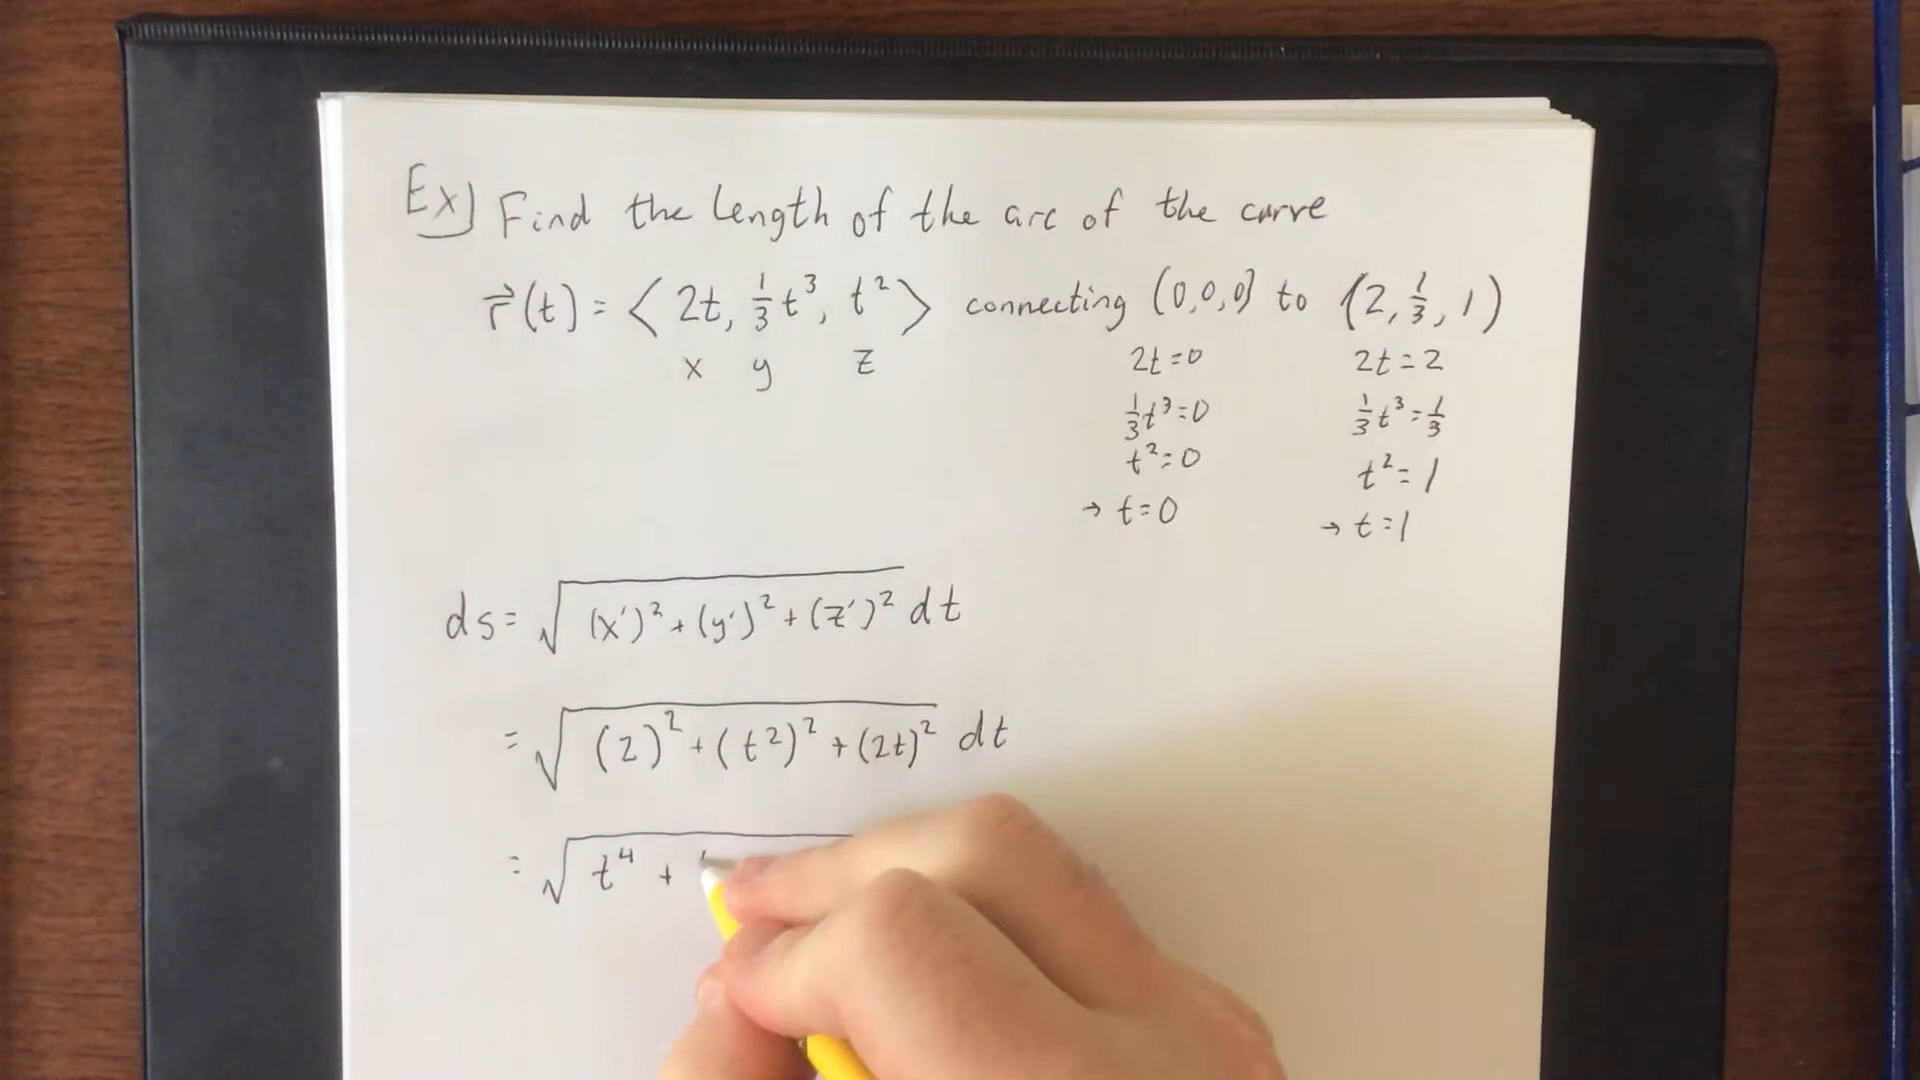 Ex) Find the length of the arc of the curve
r⃗(t) = ⟨2t, 1/3 t³, t²⟩ connecting (0,0,0) to (2, 1/3, 1)
x y z
2t = 0
1/3 t³ = 0
t² = 0
→ t = 0
2t = 2
1/3 t³ = 1/3
t² = 1
→ t = 1
ds = √((x')² + (y')² + (z')²) dt
= √((2)² + (t²)² + (2t)²) dt
= √(t⁴ +